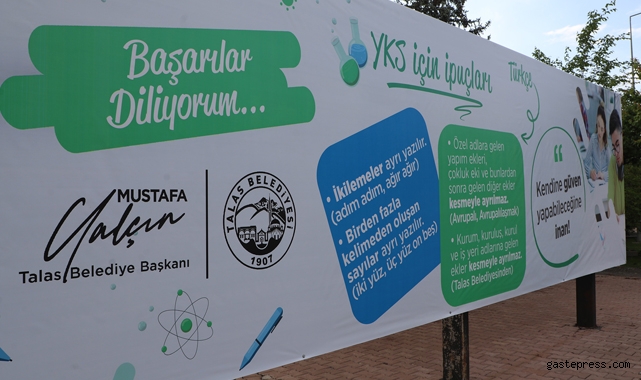 Başarılar
Diliyorum...
MUSTAFA
Yalçın
Talas Belediye Başkanı
TALAS BELEDİYESİ
1907
YKS için ipuçları
Türkçe
• İkilemeler ayrı yazılır.
(adım adım, ağır ağır)
• Birden fazla
kelimeden oluşan
sayılar ayrı yazılır.
(iki yüz, üç yüz on beş)
• Özel adlara gelen
yapım ekleri,
çokluk eki ve bunlardan
sonra gelen diğer ekler
kesmeyle ayrılmaz.
(Avrupalı, Avrupalılaşmak)
• Kurum, kuruluş, kurul
ve iş yeri adlarına gelen
ekler kesmeyle ayrılmaz.
(Talas Belediyesinden)
“
Kendine güven
yapabileceğine
inan!
gastepress.com